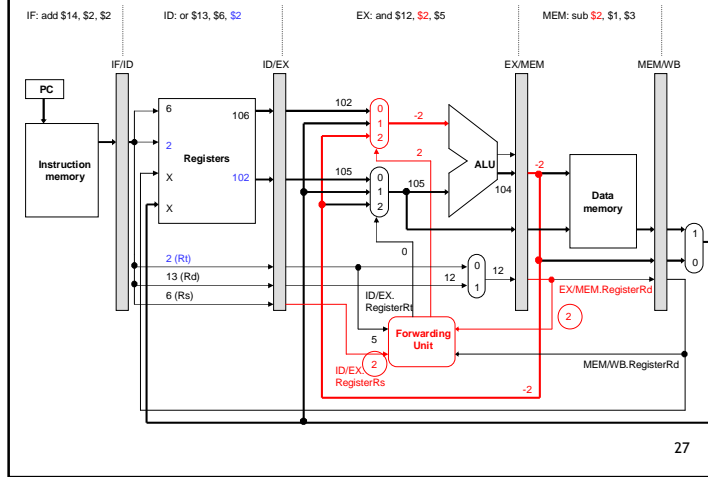 IF: add $14, $2, $2
ID: or $13, $6, $2
EX: and $12, $2, $5
MEM: sub $2, $1, $3
IF/ID
ID/EX
EX/MEM
MEM/WB
PC
Instruction
memory
6
2
X
X
106
Registers
102
102
0
1
2
-2
2
105
0
1
2
105
0
ALU
104
-2
Data
memory
1
0
2 (Rt)
13 (Rd)
6 (Rs)
0
1
12
12
EX/MEM.RegisterRd
2
ID/EX.
RegisterRt
5
Forwarding
Unit
2
ID/EX.
RegisterRs
MEM/WB.RegisterRd
-2
27